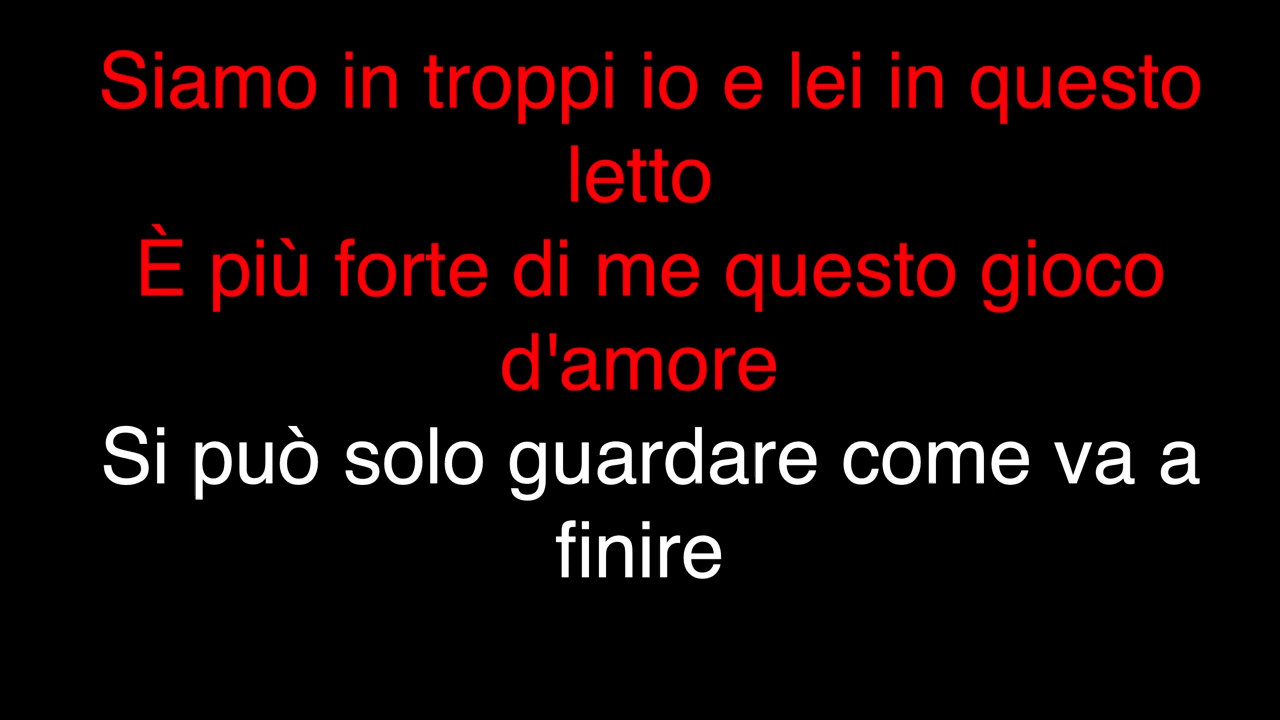 Siamo in troppi io e lei in questo
letto
È più forte di me questo gioco
d'amore
Si può solo guardare come va a
finire